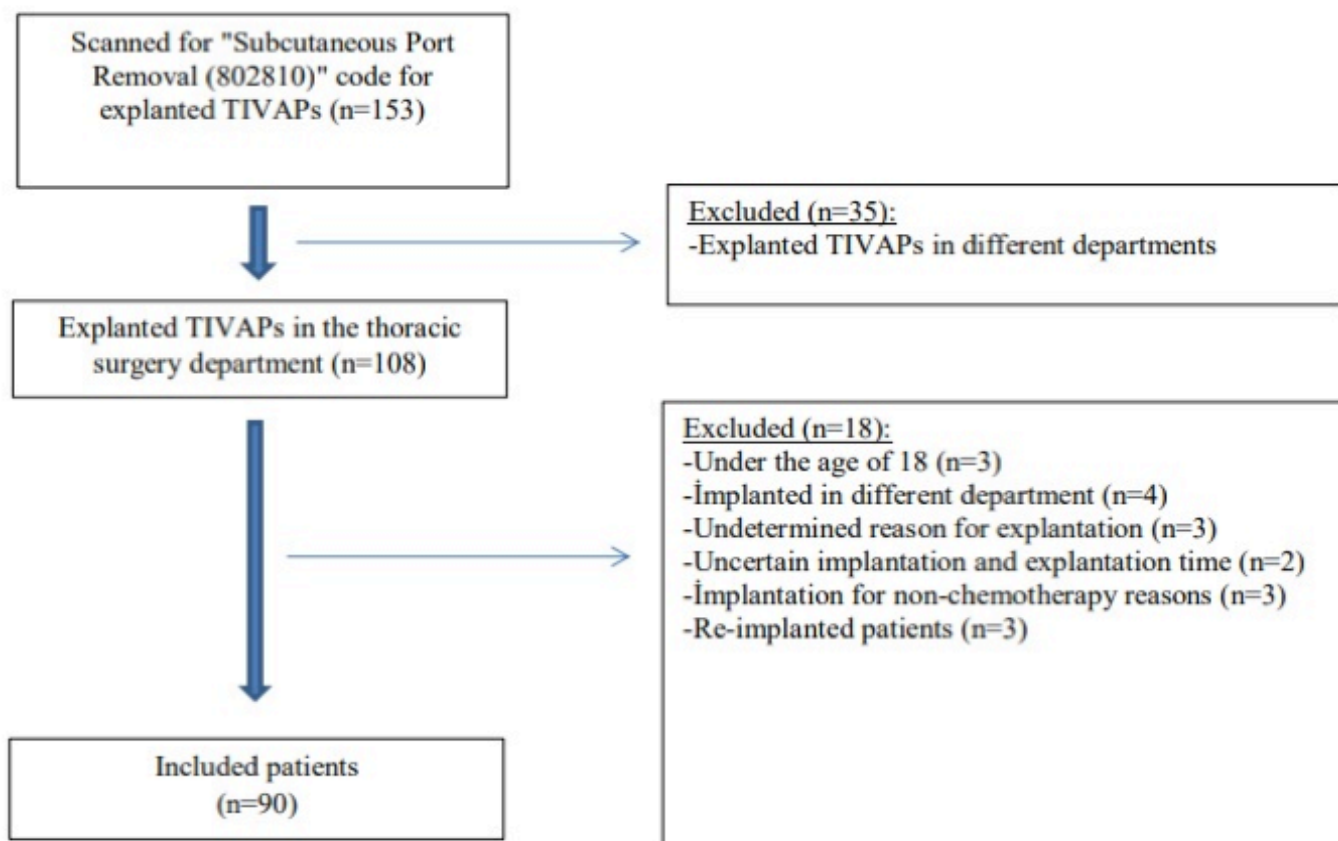 Scanned for "Subcutaneous Port
Removal (802810)" code for
explanted TIVAPs (n=153)
Excluded (n=35):
-Explanted TIVAPs in different departments
Explanted TIVAPs in the thoracic
surgery department (n=108)
Excluded (n=18):
-Under the age of 18 (n=3)
-İmplanted in different department (n=4)
-Undetermined reason for explantation (n=3)
-Uncertain implantation and explantation time (n=2)
-İmplantation for non-chemotherapy reasons (n=3)
-Re-implanted patients (n=3)
Included patients
(n=90)